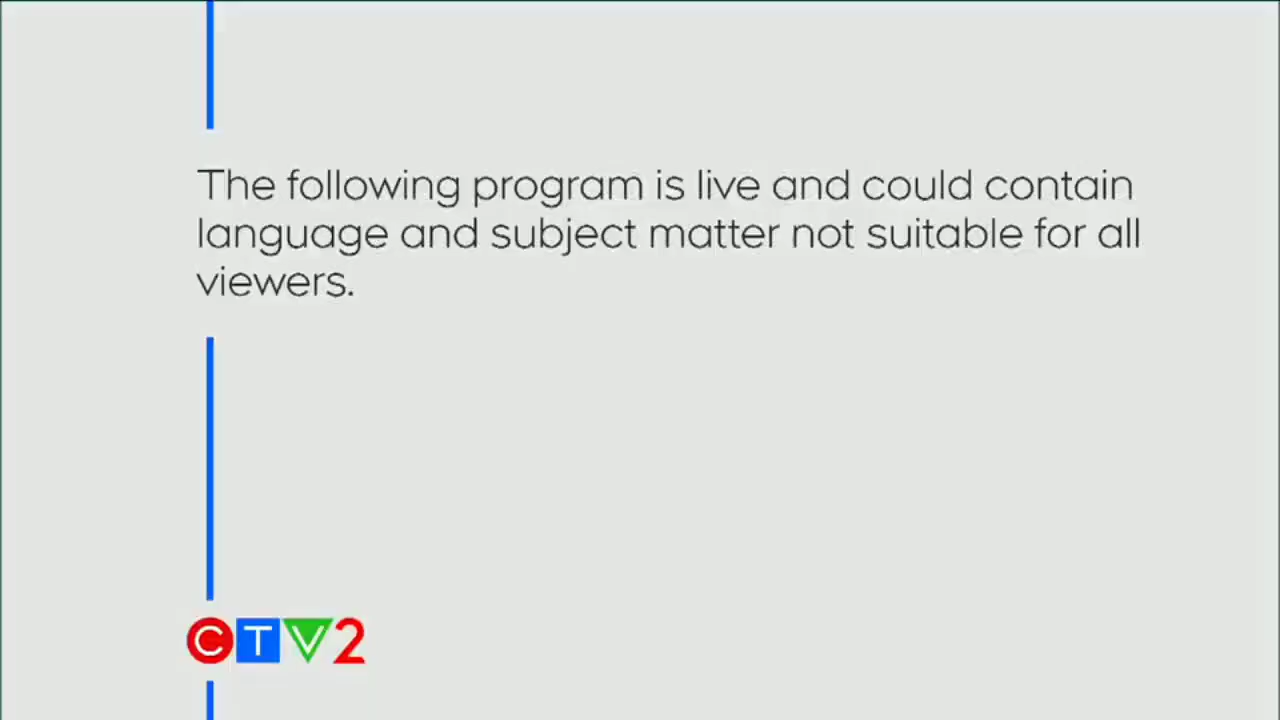 The following program is live and could contain
language and subject matter not suitable for all
viewers.
CTV2